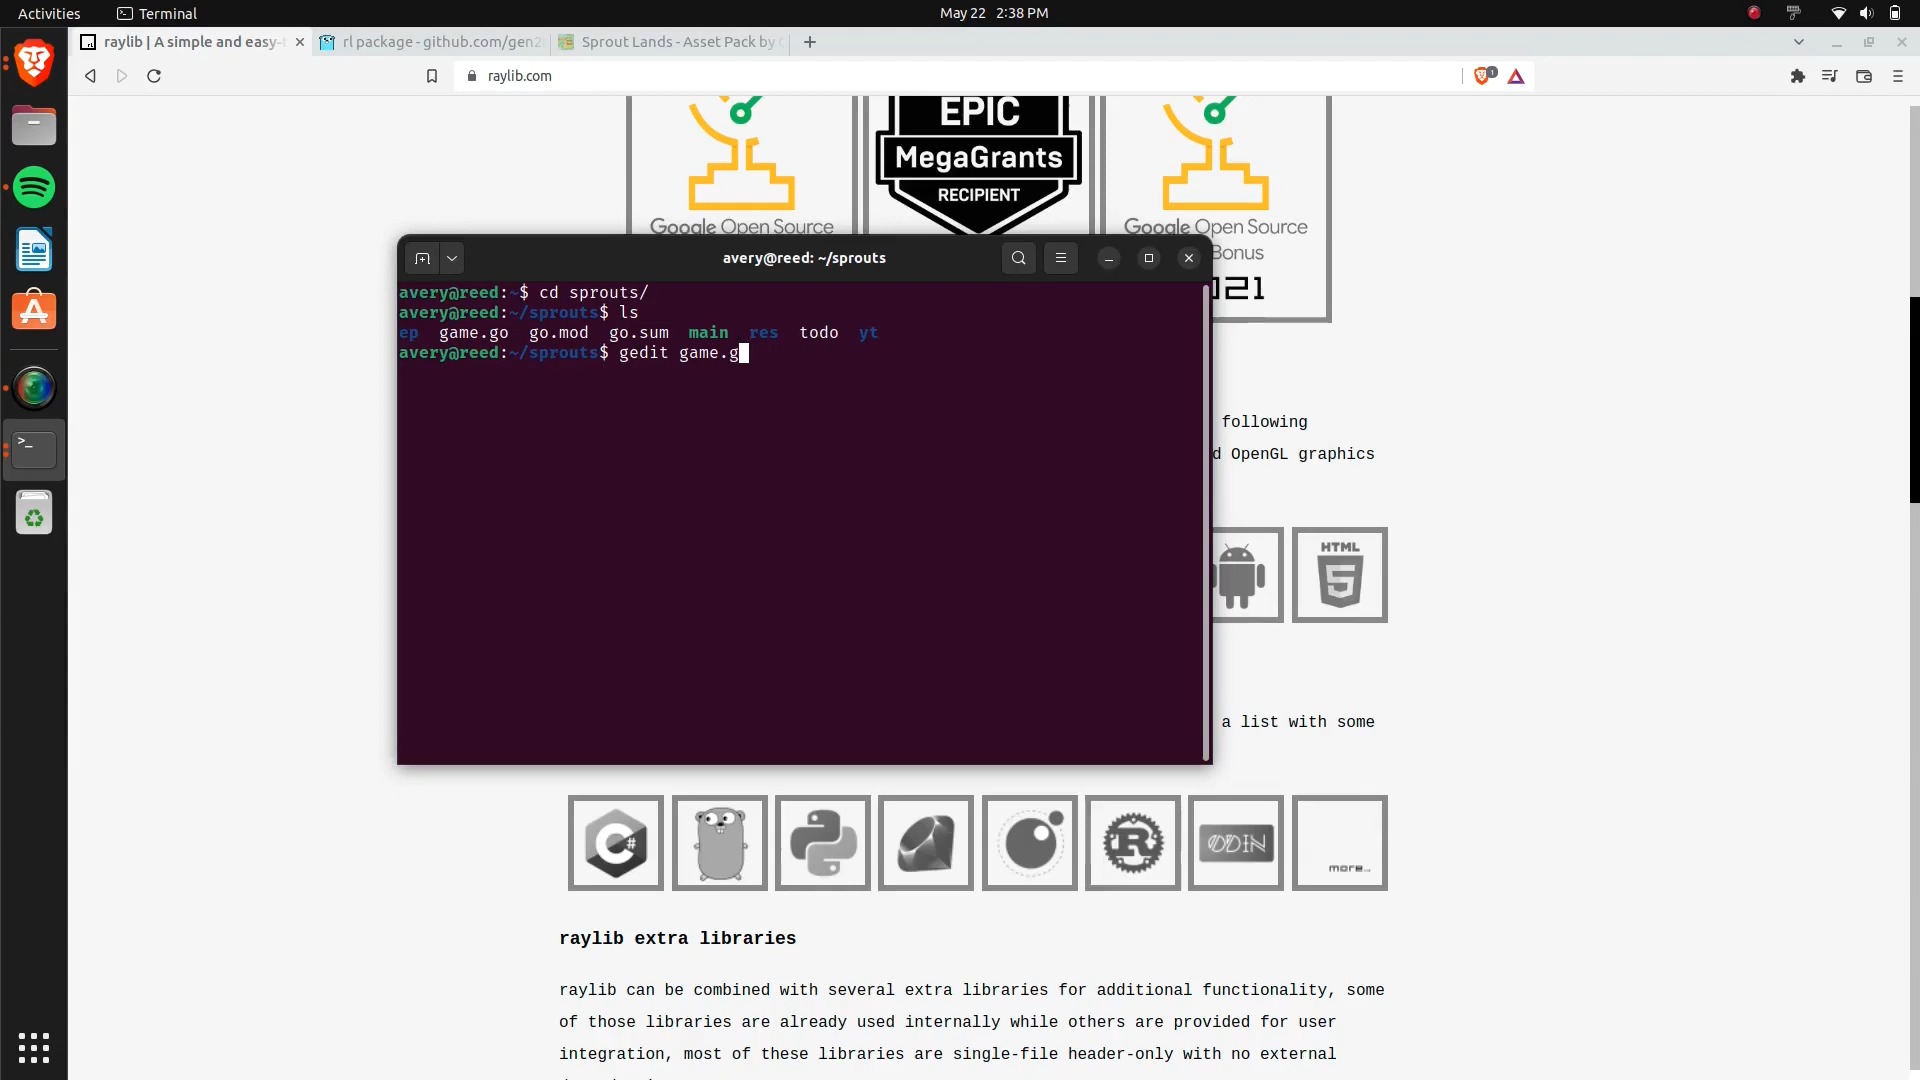 Activities
Terminal
May 22 2:38 PM
raylib | A simple and easy-
rl package - github.com/gen2
Sprout Lands - Asset Pack by
raylib.com
1
EPIC
MegaGrants
RECIPIENT
Google Open Source
Google Open Source
Bonus
021
avery@reed: ~/sprouts
avery@reed:~$ cd sprouts/
avery@reed:~/sprouts$ ls
ep game.go go.mod go.sum main res todo yt
avery@reed:~/sprouts$ gedit game.g
following
d OpenGL graphics
HTML
5
a list with some
C#
R
ODIN
more...
raylib extra libraries
raylib can be combined with several extra libraries for additional functionality, some
of those libraries are already used internally while others are provided for user
integration, most of these libraries are single-file header-only with no external